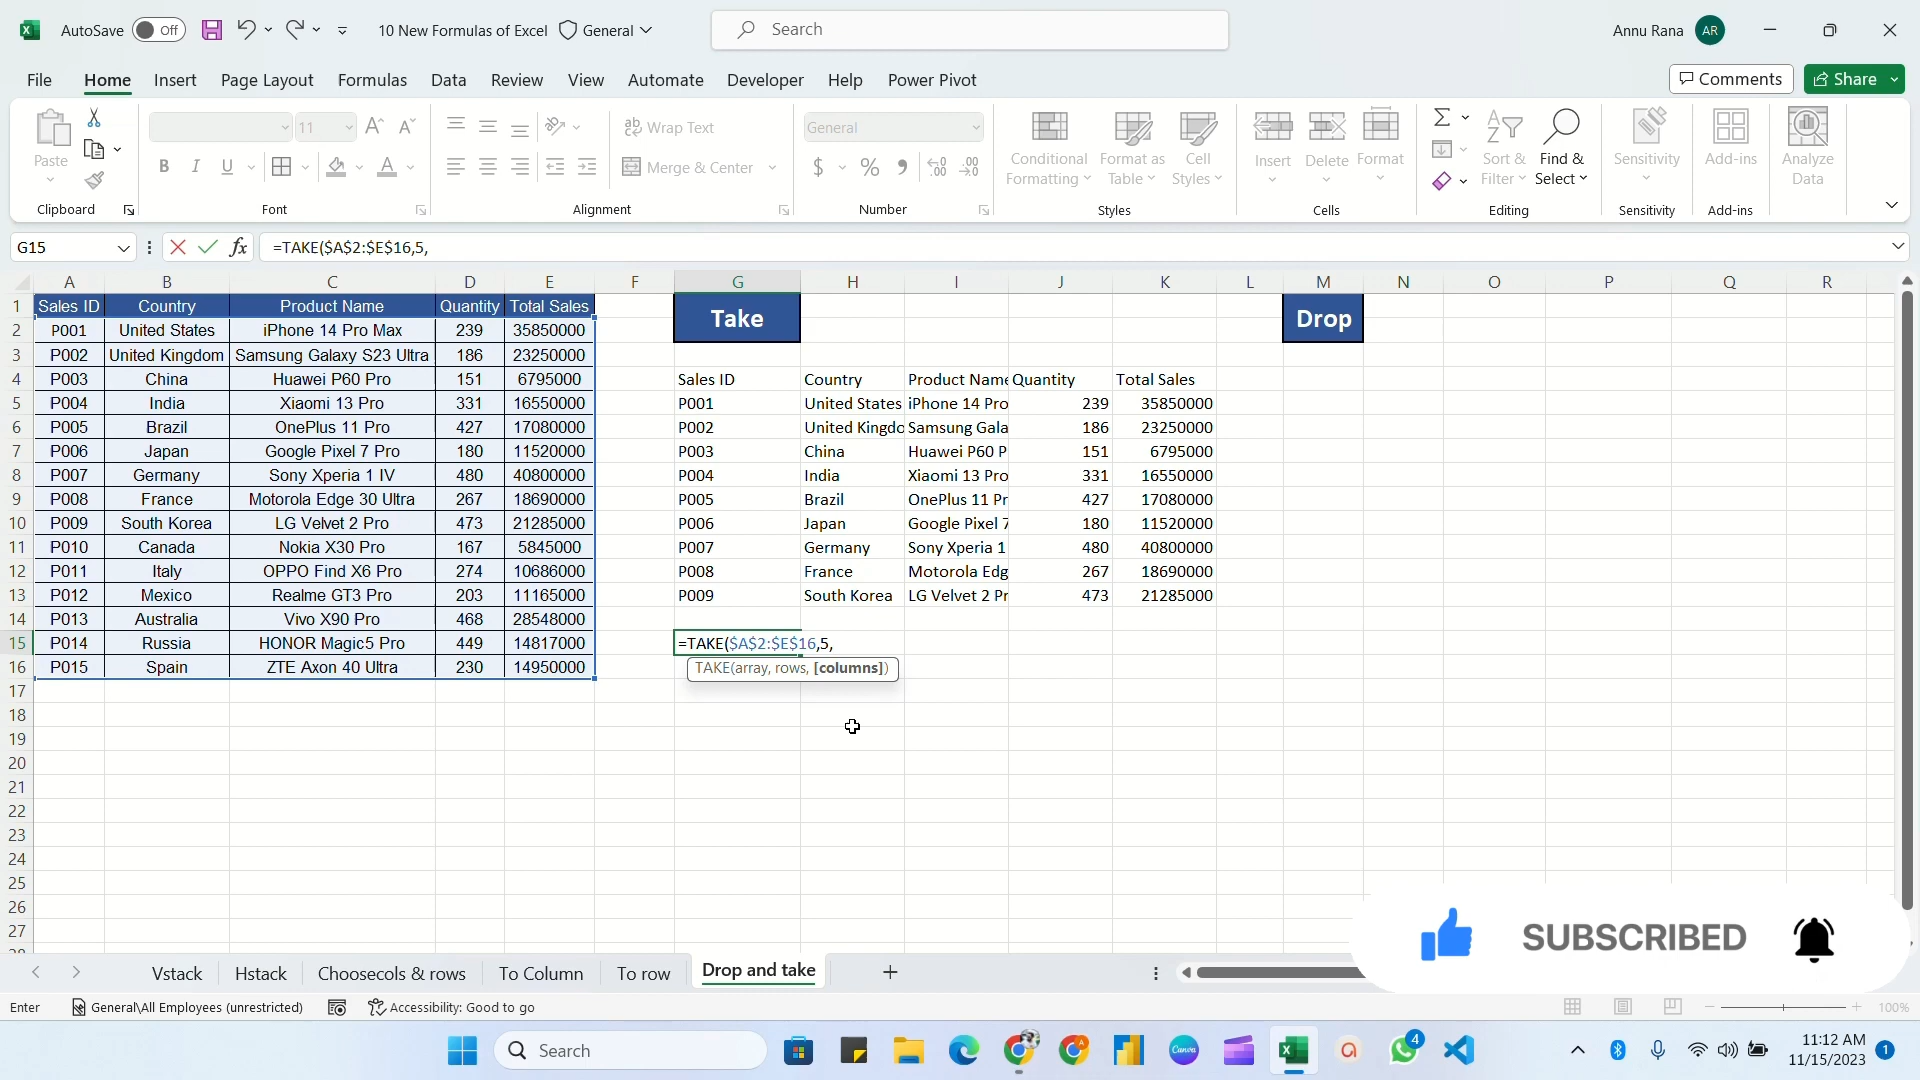 AutoSave Off 10 New Formulas of Excel General Search Annu Rana AR
File Home Insert Page Layout Formulas Data Review View Automate Developer Help Power Pivot Comments Share
Paste 11 Wrap Text General Conditional Formatting Format as Table Cell Styles Insert Delete Format Sort & Filter Find & Select Sensitivity Add-ins Analyze Data
B I U Merge & Center $ % 9
Clipboard Font Alignment Number Styles Cells Editing Sensitivity Add-ins
G15 fx =TAKE($A$2:$E$16,5,
A B C D E F G H I J K L M N O P Q R
1 Sales ID Country Product Name Quantity Total Sales
Take Drop
2 P001 United States iPhone 14 Pro Max 239 35850000
3 P002 United Kingdom Samsung Galaxy S23 Ultra 186 23250000
4 P003 China Huawei P60 Pro 151 6795000 Sales ID Country Product Name Quantity Total Sales
5 P004 India Xiaomi 13 Pro 331 16550000 P001 United States iPhone 14 Pro 239 35850000
6 P005 Brazil OnePlus 11 Pro 427 17080000 P002 United Kingdo Samsung Gala 186 23250000
7 P006 Japan Google Pixel 7 Pro 180 11520000 P003 China Huawei P60 P 151 6795000
8 P007 Germany Sony Xperia 1 IV 480 40800000 P004 India Xiaomi 13 Pro 331 16550000
9 P008 France Motorola Edge 30 Ultra 267 18690000 P005 Brazil OnePlus 11 Pr 427 17080000
10 P009 South Korea LG Velvet 2 Pro 473 21285000 P006 Japan Google Pixel 7 180 11520000
11 P010 Canada Nokia X30 Pro 167 5845000 P007 Germany Sony Xperia 1 480 40800000
12 P011 Italy OPPO Find X6 Pro 274 10686000 P008 France Motorola Edg 267 18690000
13 P012 Mexico Realme GT3 Pro 203 11165000 P009 South Korea LG Velvet 2 Pr 473 21285000
14 P013 Australia Vivo X90 Pro 468 28548000
15 P014 Russia HONOR Magic5 Pro 449 14817000 =TAKE($A$2:$E$16,5,
16 P015 Spain ZTE Axon 40 Ultra 230 14950000 TAKE(array, rows, [columns])
17
18
19
20
21
22
23
24
25
26
27
28
SUBSCRIBED
Vstack Hstack Choosecols & rows To Column To row Drop and take
Enter General\All Employees (unrestricted) Accessibility: Good to go 100%
Search Canva 4 11:12 AM 1
11/15/2023